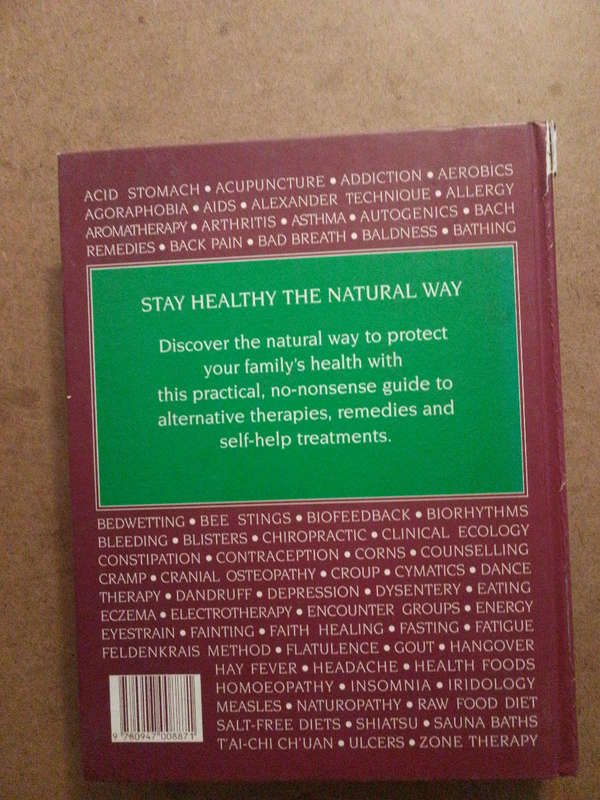 ACID STOMACH • ACUPUNCTURE • ADDICTION • AEROBICS
AGORAPHOBIA • AIDS • ALEXANDER TECHNIQUE • ALLERGY
AROMATHERAPY • ARTHRITIS • ASTHMA • AUTOGENICS • BACH
REMEDIES • BACK PAIN • BAD BREATH • BALDNESS • BATHING
STAY HEALTHY THE NATURAL WAY
Discover the natural way to protect
your family's health with
this practical, no-nonsense guide to
alternative therapies, remedies and
self-help treatments.
BEDWETTING • BEE STINGS • BIOFEEDBACK • BIORHYTHMS
BLEEDING • BLISTERS • CHIROPRACTIC • CLINICAL ECOLOGY
CONSTIPATION • CONTRACEPTION • CORNS • COUNSELLING
CRAMP • CRANIAL OSTEOPATHY • CROUP • CYMATICS • DANCE
THERAPY • DANDRUFF • DEPRESSION • DYSENTERY • EATING
ECZEMA • ELECTROTHERAPY • ENCOUNTER GROUPS • ENERGY
EYESTRAIN • FAINTING • FAITH HEALING • FASTING • FATIGUE
FELDENKRAIS METHOD • FLATULENCE • GOUT • HANGOVER
HAY FEVER • HEADACHE • HEALTH FOODS
HOMOEOPATHY • INSOMNIA • IRIDOLOGY
MEASLES • NATUROPATHY • RAW FOOD DIET
SALT-FREE DIETS • SHIATSU • SAUNA BATHS
T'AI-CHI CH'UAN • ULCERS • ZONE THERAPY
9 780947 008871